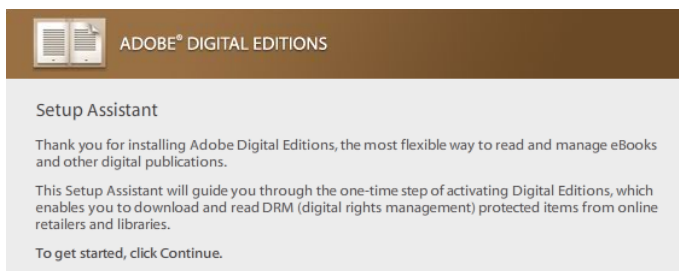 ADOBE® DIGITAL EDITIONS
Setup Assistant
Thank you for installing Adobe Digital Editions, the most flexible way to read and manage eBooks
and other digital publications.
This Setup Assistant will guide you through the one-time step of activating Digital Editions, which
enables you to download and read DRM (digital rights management) protected items from online
retailers and libraries.
To get started, click Continue.